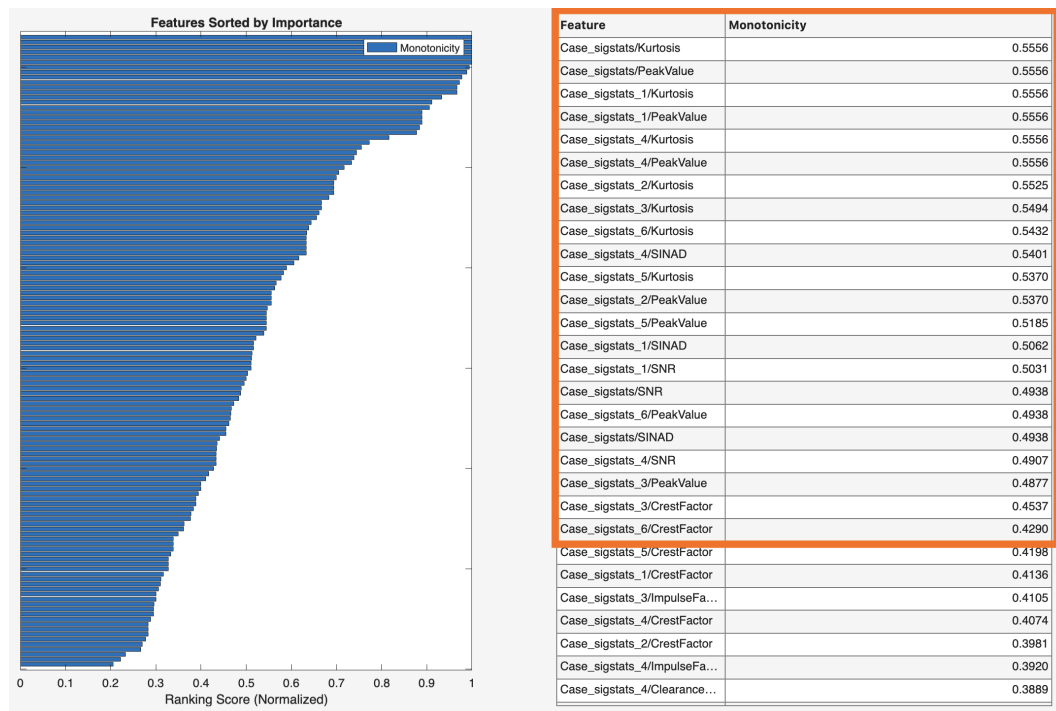 Features Sorted by Importance
Monotonicity
0 0.1 0.2 0.3 0.4 0.5 0.6 0.7 0.8 0.9 1
Ranking Score (Normalized)
Feature Monotonicity
Case_sigstats/Kurtosis 0.5556
Case_sigstats/PeakValue 0.5556
Case_sigstats_1/Kurtosis 0.5556
Case_sigstats_1/PeakValue 0.5556
Case_sigstats_4/Kurtosis 0.5556
Case_sigstats_4/PeakValue 0.5556
Case_sigstats_2/Kurtosis 0.5525
Case_sigstats_3/Kurtosis 0.5494
Case_sigstats_6/Kurtosis 0.5432
Case_sigstats_4/SINAD 0.5401
Case_sigstats_5/Kurtosis 0.5370
Case_sigstats_2/PeakValue 0.5370
Case_sigstats_5/PeakValue 0.5185
Case_sigstats_1/SINAD 0.5062
Case_sigstats_1/SNR 0.5031
Case_sigstats/SNR 0.4938
Case_sigstats_6/PeakValue 0.4938
Case_sigstats/SINAD 0.4938
Case_sigstats_4/SNR 0.4907
Case_sigstats_3/PeakValue 0.4877
Case_sigstats_3/CrestFactor 0.4537
Case_sigstats_6/CrestFactor 0.4290
Case_sigstats_5/CrestFactor 0.4198
Case_sigstats_1/CrestFactor 0.4136
Case_sigstats_3/ImpulseFa... 0.4105
Case_sigstats_4/CrestFactor 0.4074
Case_sigstats_2/CrestFactor 0.3981
Case_sigstats_4/ImpulseFa... 0.3920
Case_sigstats_4/Clearance... 0.3889